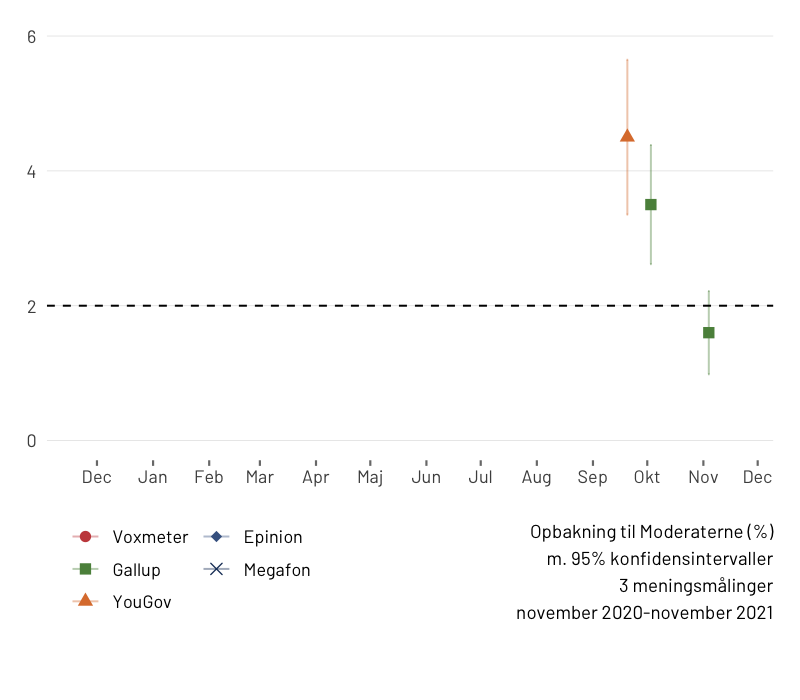 6
4
2
0
Dec Jan Feb Mar Apr Maj Jun Jul Aug Sep Okt Nov Dec
Voxmeter Epinion
Gallup Megafon
YouGov
Opbakning til Moderaterne (%)
m. 95% konfidensintervaller
3 meningsmålinger
november 2020-november 2021